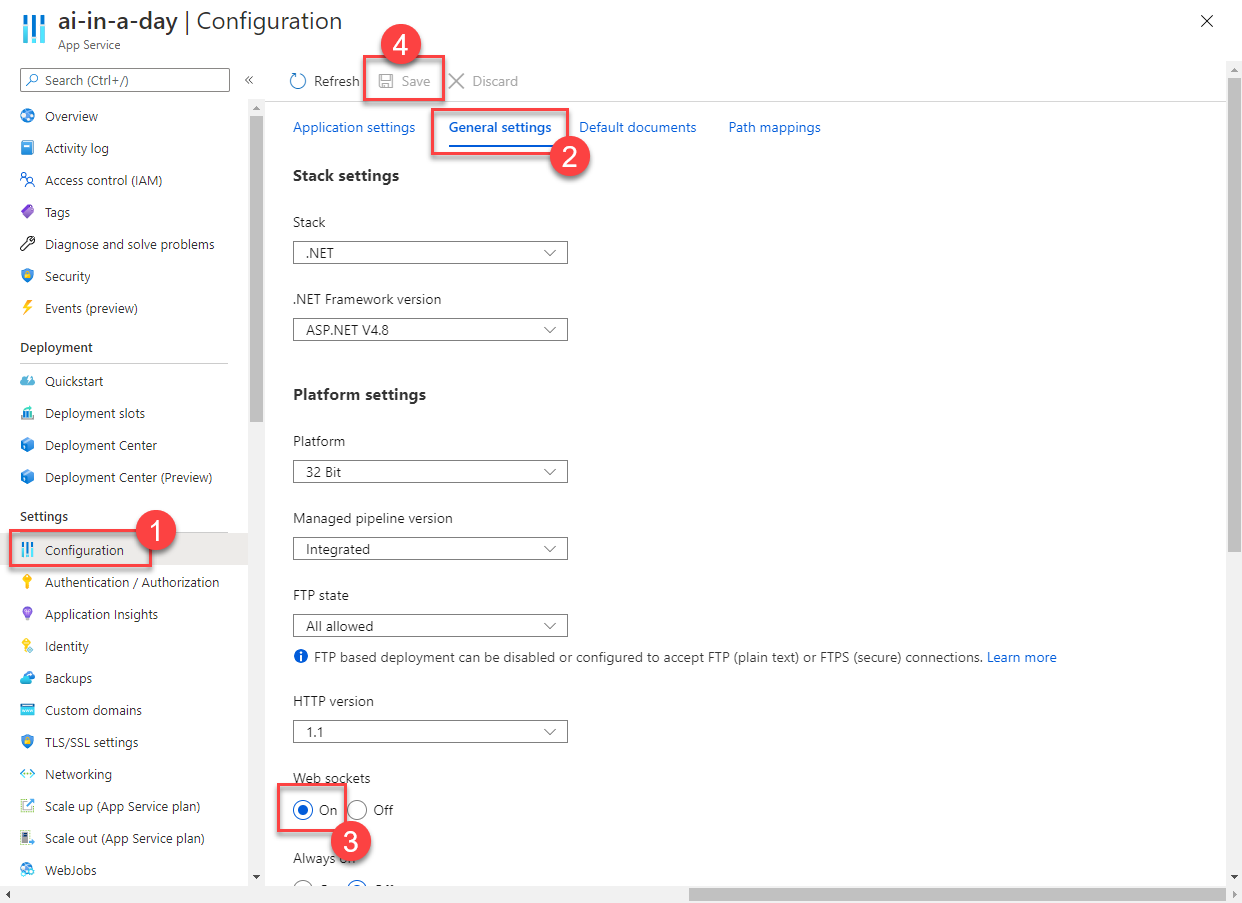 ai-in-a-day | Configuration
App Service
Search (Ctrl+/)
«
Overview
Activity log
Access control (IAM)
Tags
Diagnose and solve problems
Security
Events (preview)
Deployment
Quickstart
Deployment slots
Deployment Center
Deployment Center (Preview)
Settings
Configuration
1
Authentication / Authorization
Application Insights
Identity
Backups
Custom domains
TLS/SSL settings
Networking
Scale up (App Service plan)
Scale out (App Service plan)
WebJobs
4
Refresh Save Discard
Application settings General settings Default documents Path mappings
2
Stack settings
Stack
.NET
.NET Framework version
ASP.NET V4.8
Platform settings
Platform
32 Bit
Managed pipeline version
Integrated
FTP state
All allowed
FTP based deployment can be disabled or configured to accept FTP (plain text) or FTPS (secure) connections. Learn more
HTTP version
1.1
Web sockets
On Off
3
Always on